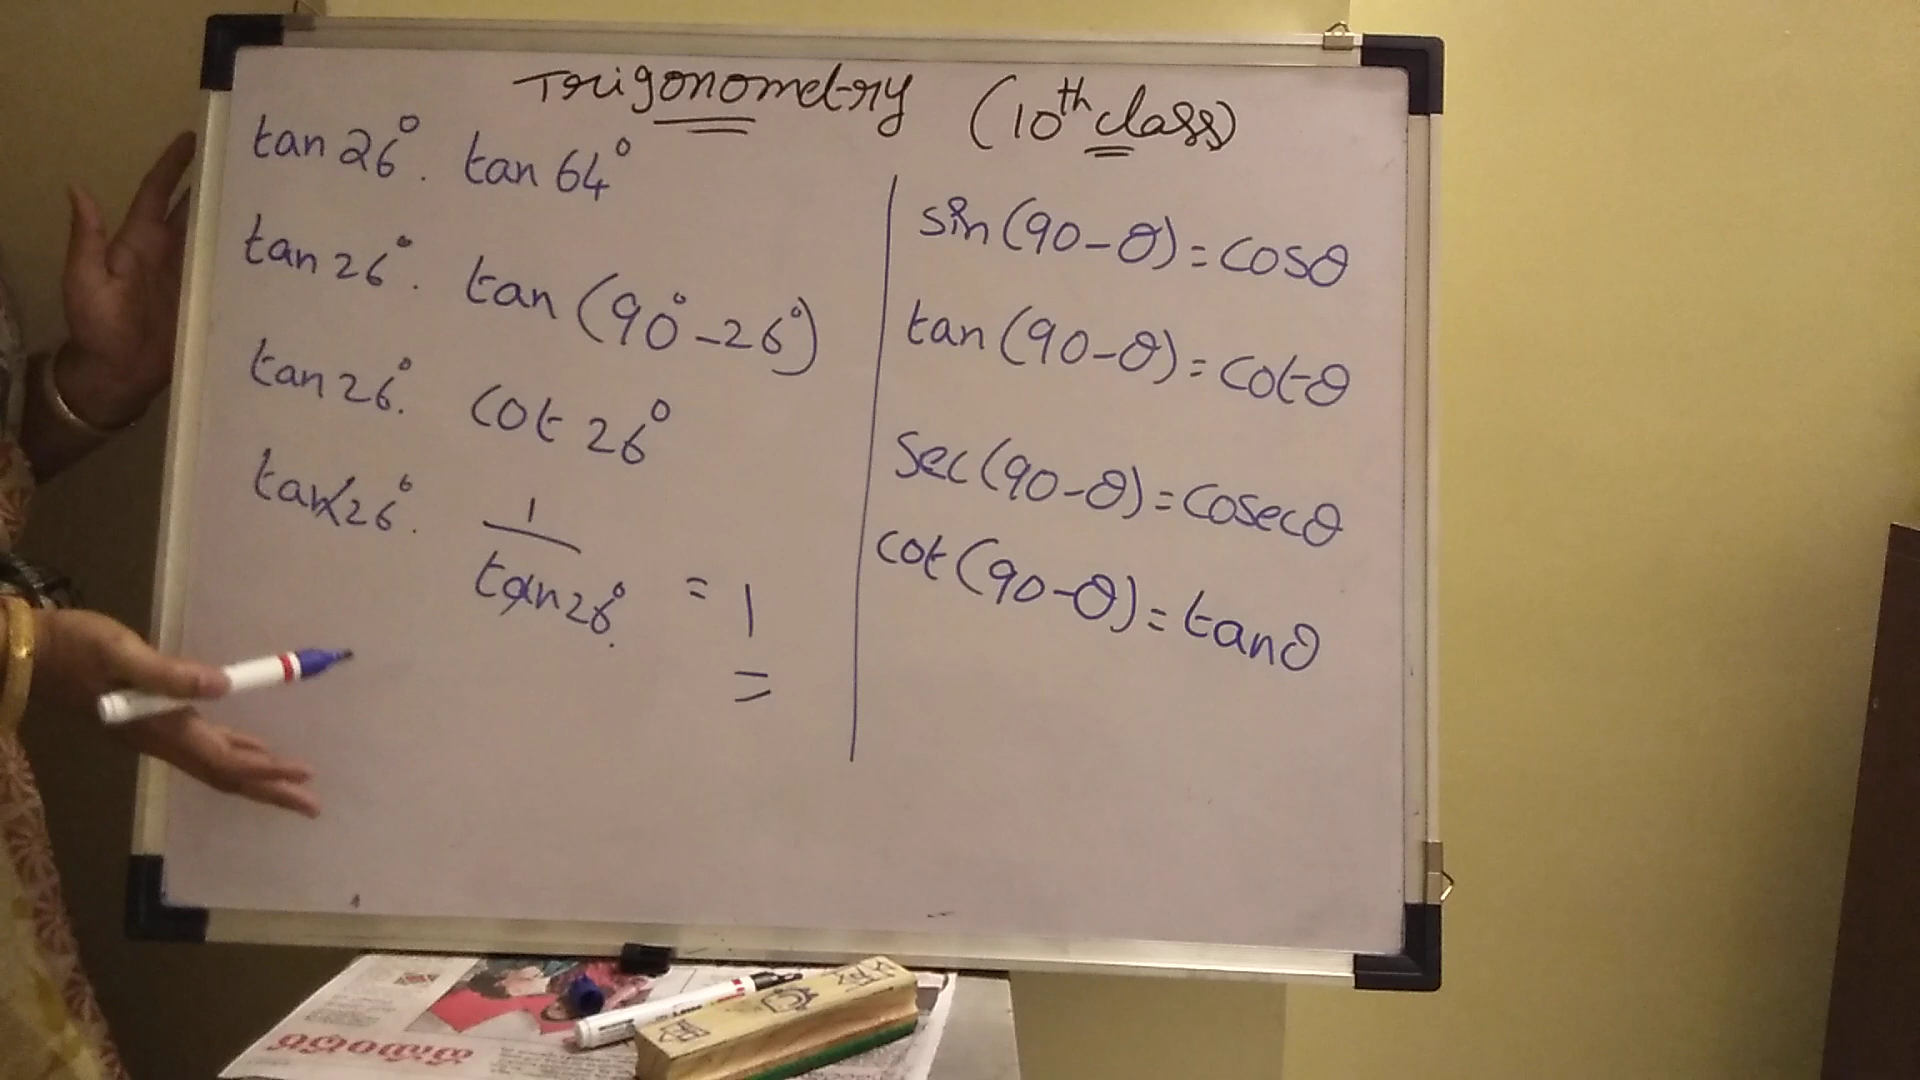 Trigonometry (10th class)
tan 26°. tan 64°
tan 26°. tan (90° - 26°)
tan 26°. cot 26°
tan 26°. 1/tan 26° = 1
sin (90 - θ) = cosθ
tan (90 - θ) = cotθ
sec (90 - θ) = cosecθ
cot (90 - θ) = tanθ